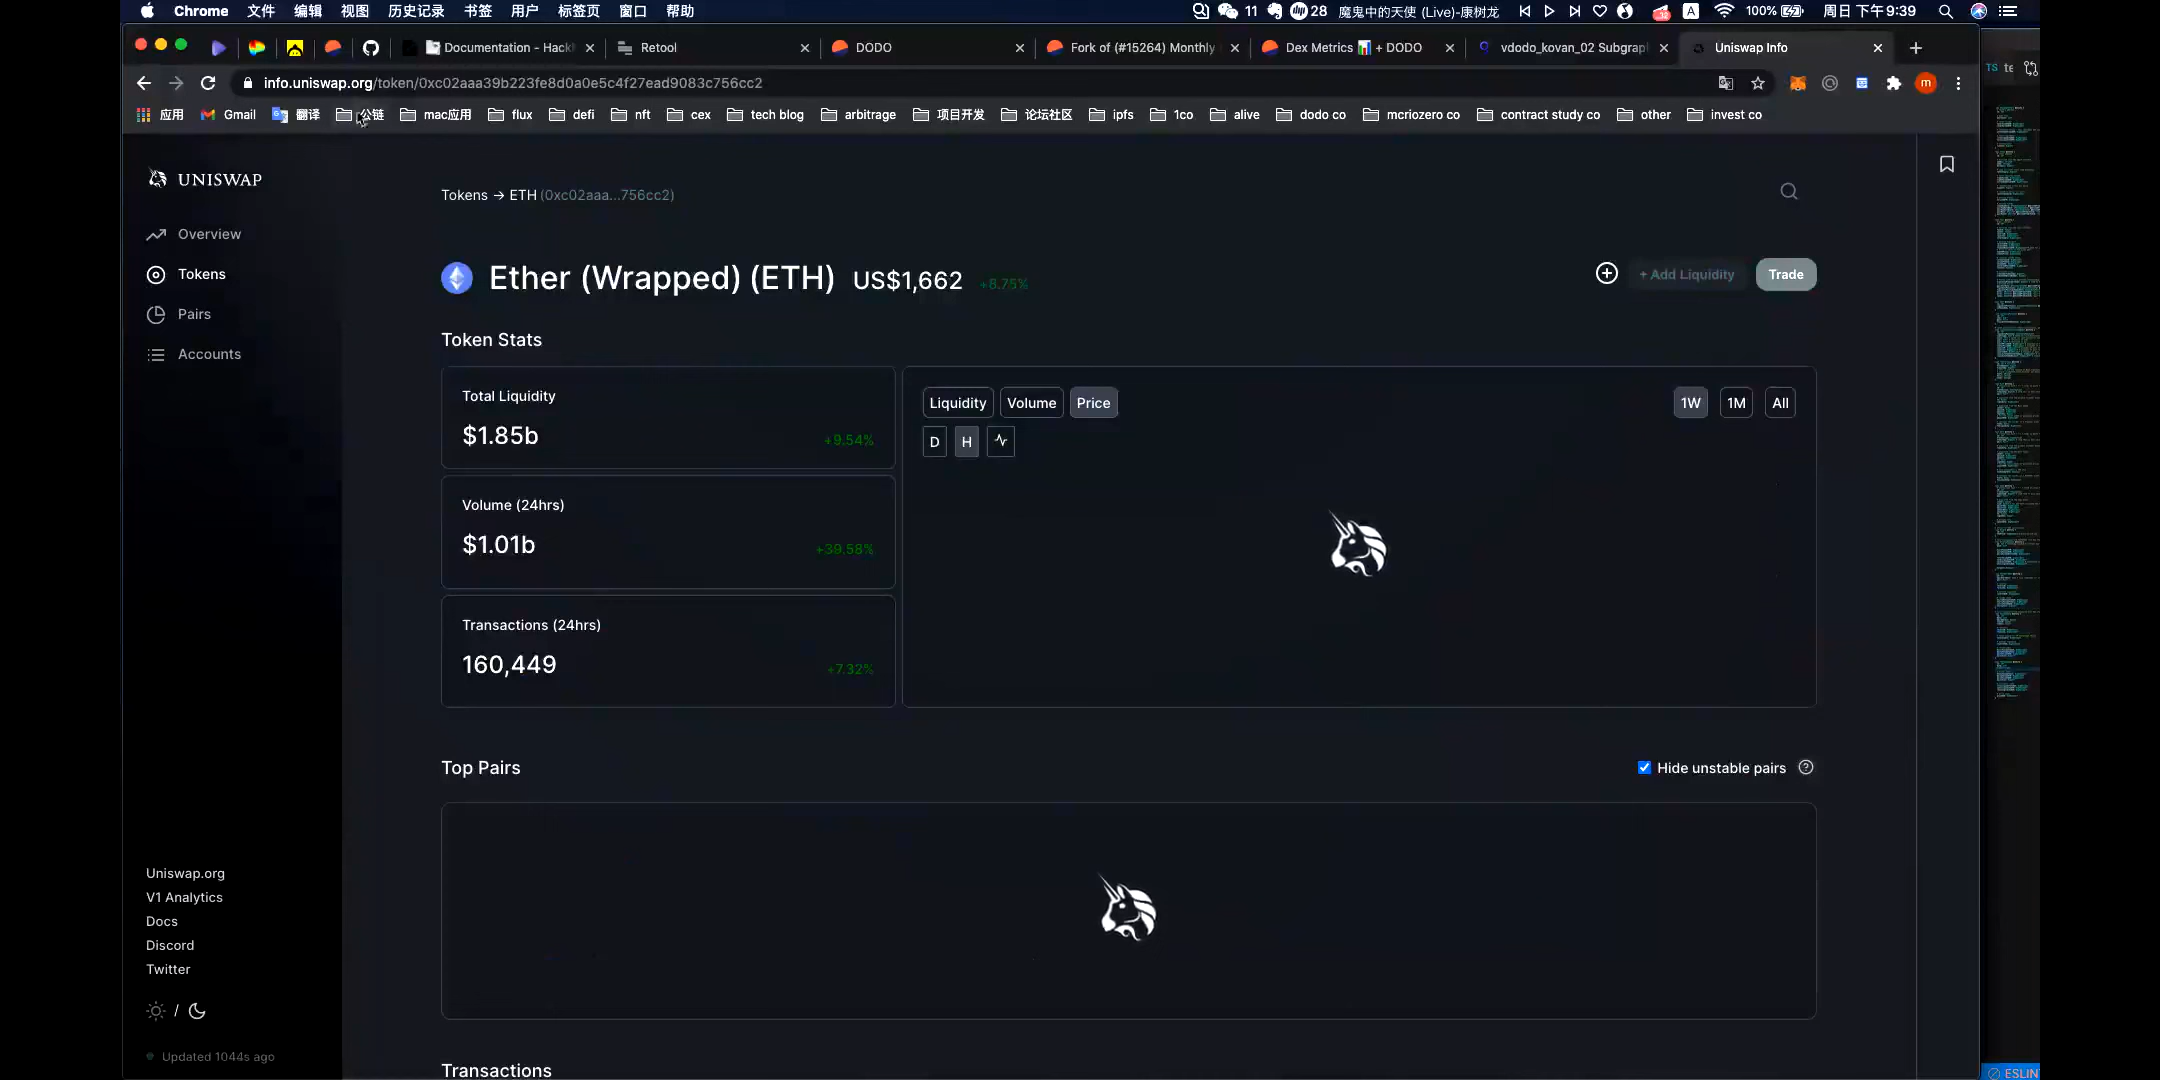 Chrome 文件 编辑 视图 历史记录 书签 用户 标签页 窗口 帮助 11 28 魔鬼中的天使 (Live)-康树龙 A 100% 周日 下午9:39
Documentation - Hack Retool DODO Fork of (#15264) Monthly Dex Metrics + DODO vdodo_kovan_02 Subgra Uniswap Info
info.uniswap.org/token/0xc02aaa39b223fe8d0a0e5c4f27ead9083c756cc2 m
应用 Gmail 翻译 公链 mac应用 flux defi nft cex tech blog arbitrage 项目开发 论坛社区 ipfs 1co alive dodo co mcriozero co contract study co other invest co
TS te
UNISWAP
Overview
Tokens
Pairs
Accounts
Tokens → ETH (0xc02aaa...756cc2)
Ether (Wrapped) (ETH) US$1,662 +8.75%
+ Add Liquidity Trade
Token Stats
Total Liquidity
$1.85b +9.54%
Volume (24hrs)
$1.01b +39.58%
Transactions (24hrs)
160,449 +7.32%
Liquidity Volume Price 1W 1M All
D H
Top Pairs
Hide unstable pairs ?
Transactions
Uniswap.org
V1 Analytics
Docs
Discord
Twitter
/
Updated 1044s ago
ESLIN